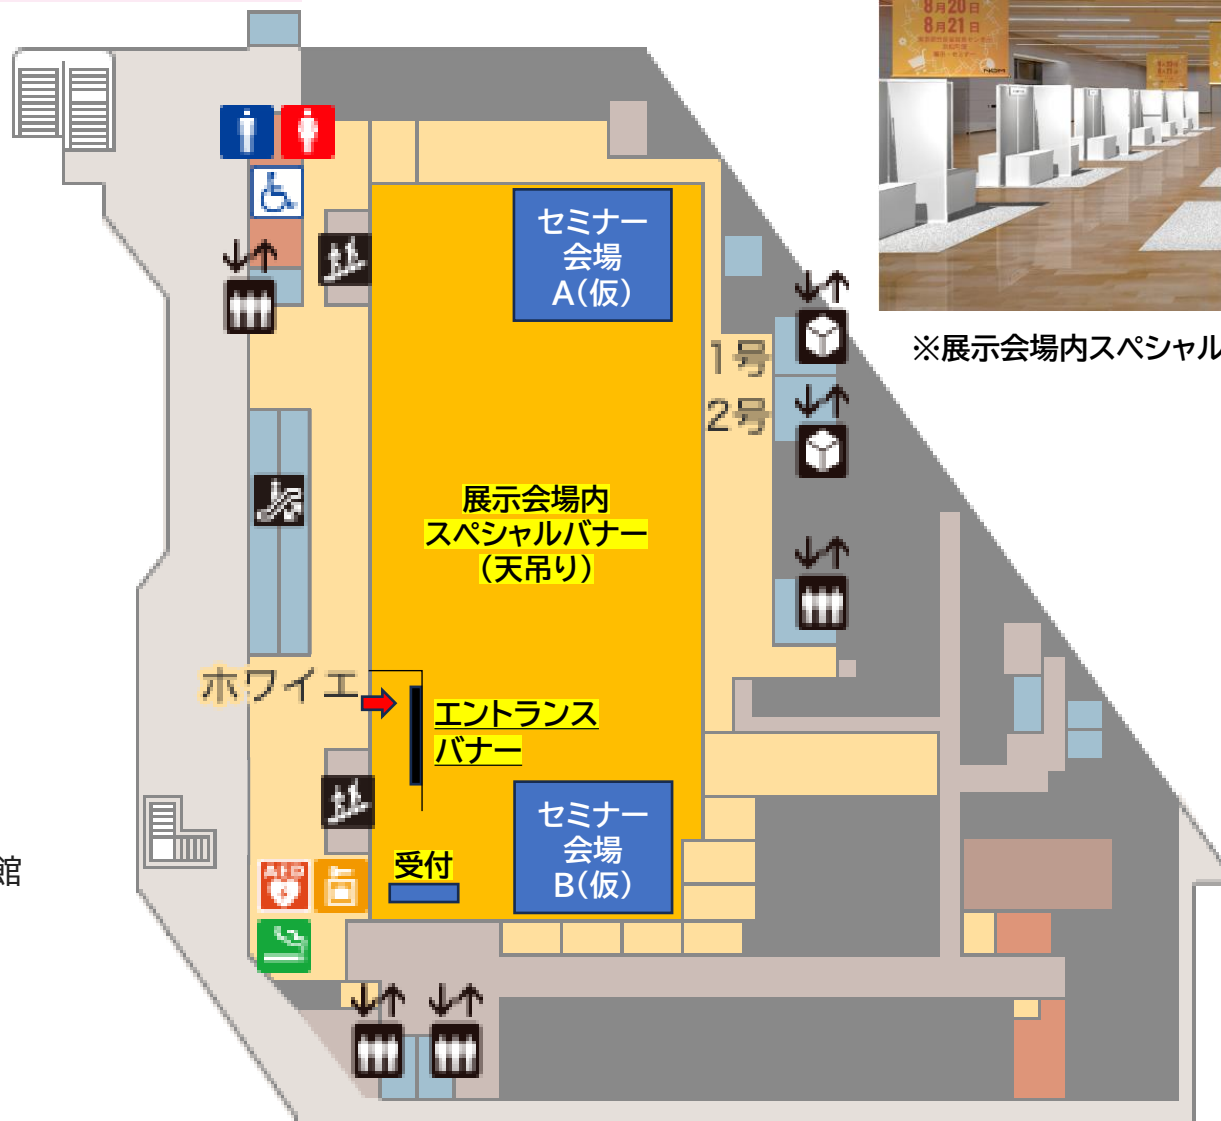 8月20日
8月21日
※展示会場内スペシャル
セミナー
会場
A(仮)
1号
2号
展示会場内
スペシャルバナー
(天吊り)
ホワイエ
エントランス
バナー
セミナー
会場
B(仮)
受付
AED
館